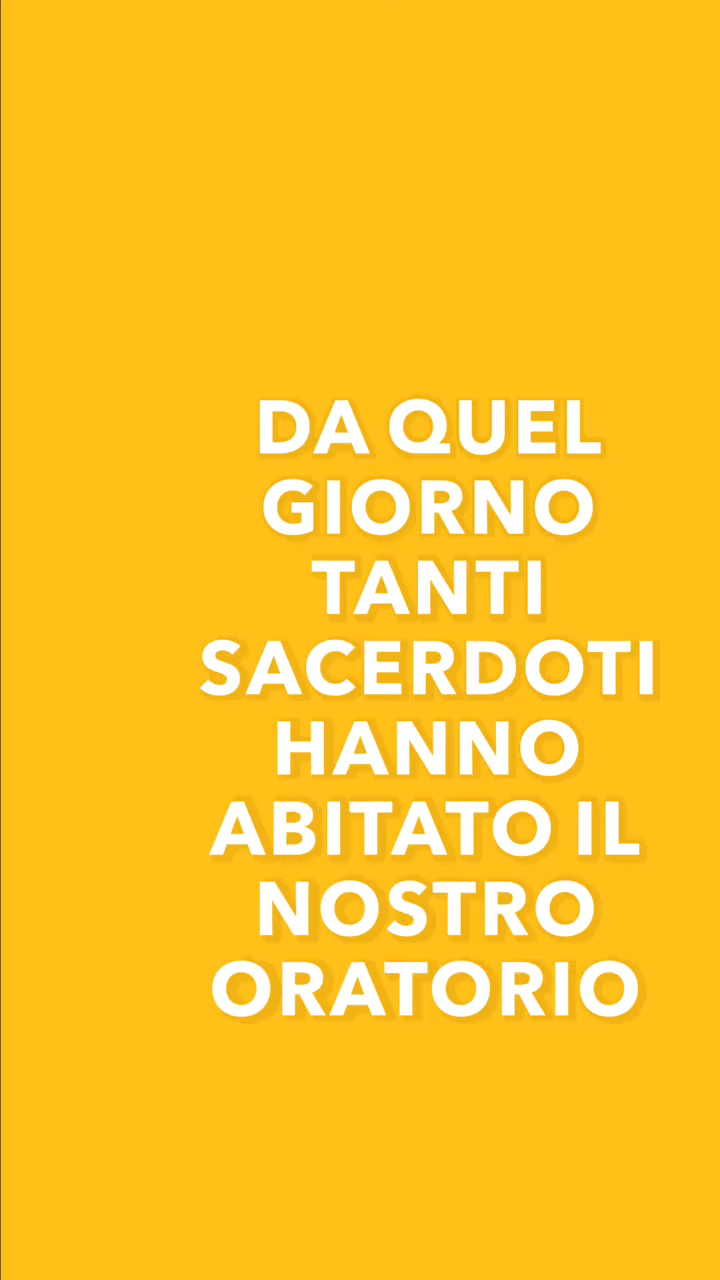 DA QUEL
GIORNO
TANTI
SACERDOTI
HANNO
ABITATO IL
NOSTRO
ORATORIO